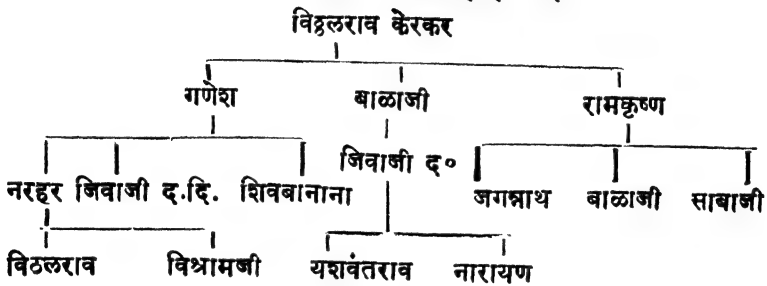 विठ्ठलराव केरकर
गणेश बाळाजी रामकृष्ण
जिवाजी द०
नरहर जिवाजी द.दि. शिवबानाना जगन्नाथ बाळाजी साबाजी
विठलराव विश्रामजी यशवंतराव नारायण